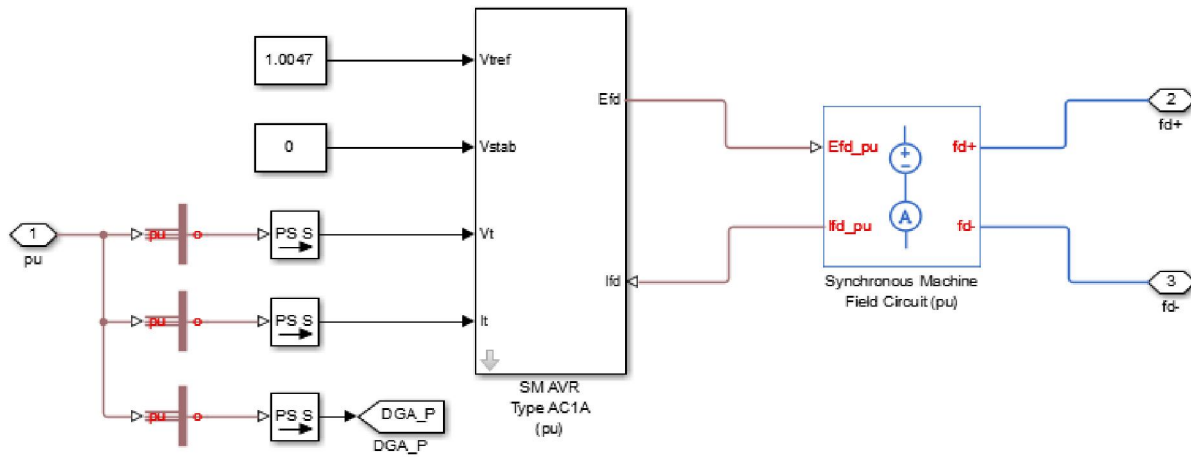 1.0047
Vtref
Efd
0
Vstab
Efd_pu
fd+
2
fd+
1
pu
pu
o
PS S
Vt
Ifd_pu
fd-
A
Ifd
Synchronous Machine
Field Circuit (pu)
3
fd-
pu
o
PS S
It
SM AVR
Type AC1A
(pu)
pu
o
PS S
DGA_P
DGA_P